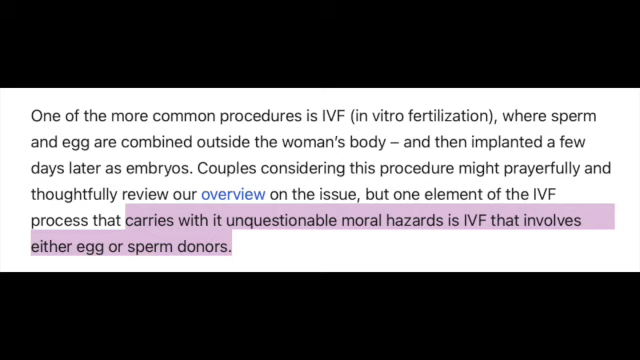 One of the more common procedures is IVF (in vitro fertilization), where sperm
and egg are combined outside the woman's body – and then implanted a few
days later as embryos. Couples considering this procedure might prayerfully and
thoughtfully review our overview on the issue, but one element of the IVF
process that carries with it unquestionable moral hazards is IVF that involves
either egg or sperm donors.